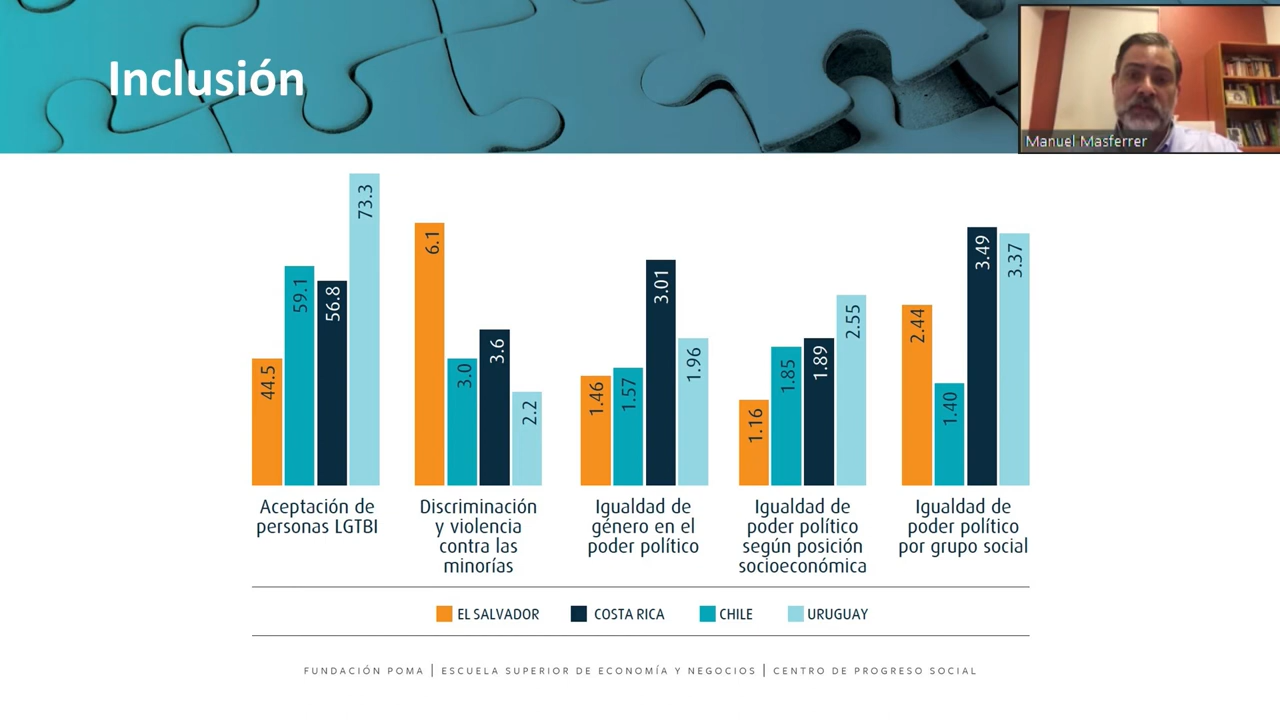 Inclusión
Manuel Masferrer
44.5
59.1
56.8
73.3
6.1
3.0
3.6
2.2
1.46
1.57
3.01
1.96
1.16
1.85
1.89
2.55
2.44
1.40
3.49
3.37
Aceptación de
personas LGTBI
Discriminación
y violencia
contra las
minorías
Igualdad de
género en el
poder político
Igualdad de
poder político
según posición
socioeconómica
Igualdad de
poder político
por grupo social
EL SALVADOR
COSTA RICA
CHILE
URUGUAY
FUNDACIÓN POMA | ESCUELA SUPERIOR DE ECONOMÍA Y NEGOCIOS | CENTRO DE PROGRESO SOCIAL